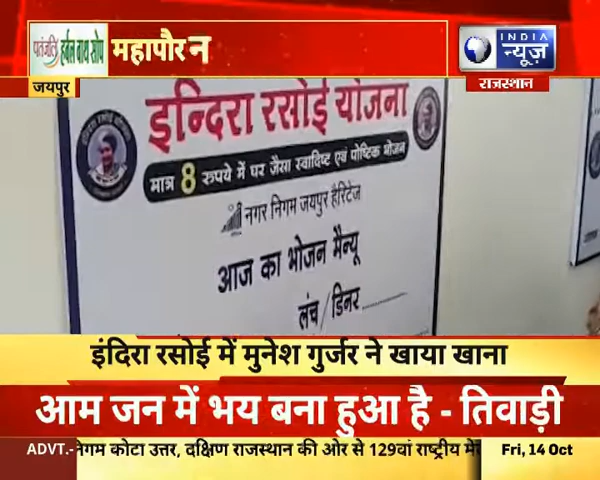 पतंजलि हर्बल बाथ सोप
महापौर न
INDIA
न्यूज़
राजस्थान
जयपुर
इन्दिरा रसोई योजना
मात्र 8 रुपये में घर जैसा स्वादिष्ट एवं पोष्टिक भोजन
नगर निगम जयपुर हैरिटेज
आज का भोजन मैन्यू
लंच/डिनर
इंदिरा रसोई में मुनेश गुर्जर ने खाया खाना
आम जन में भय बना हुआ है - तिवाड़ी
ADVT.-
नेगम कोटा उत्तर, दक्षिण राजस्थान की ओर से 129वां राष्ट्रीय मे
Fri, 14 Oct